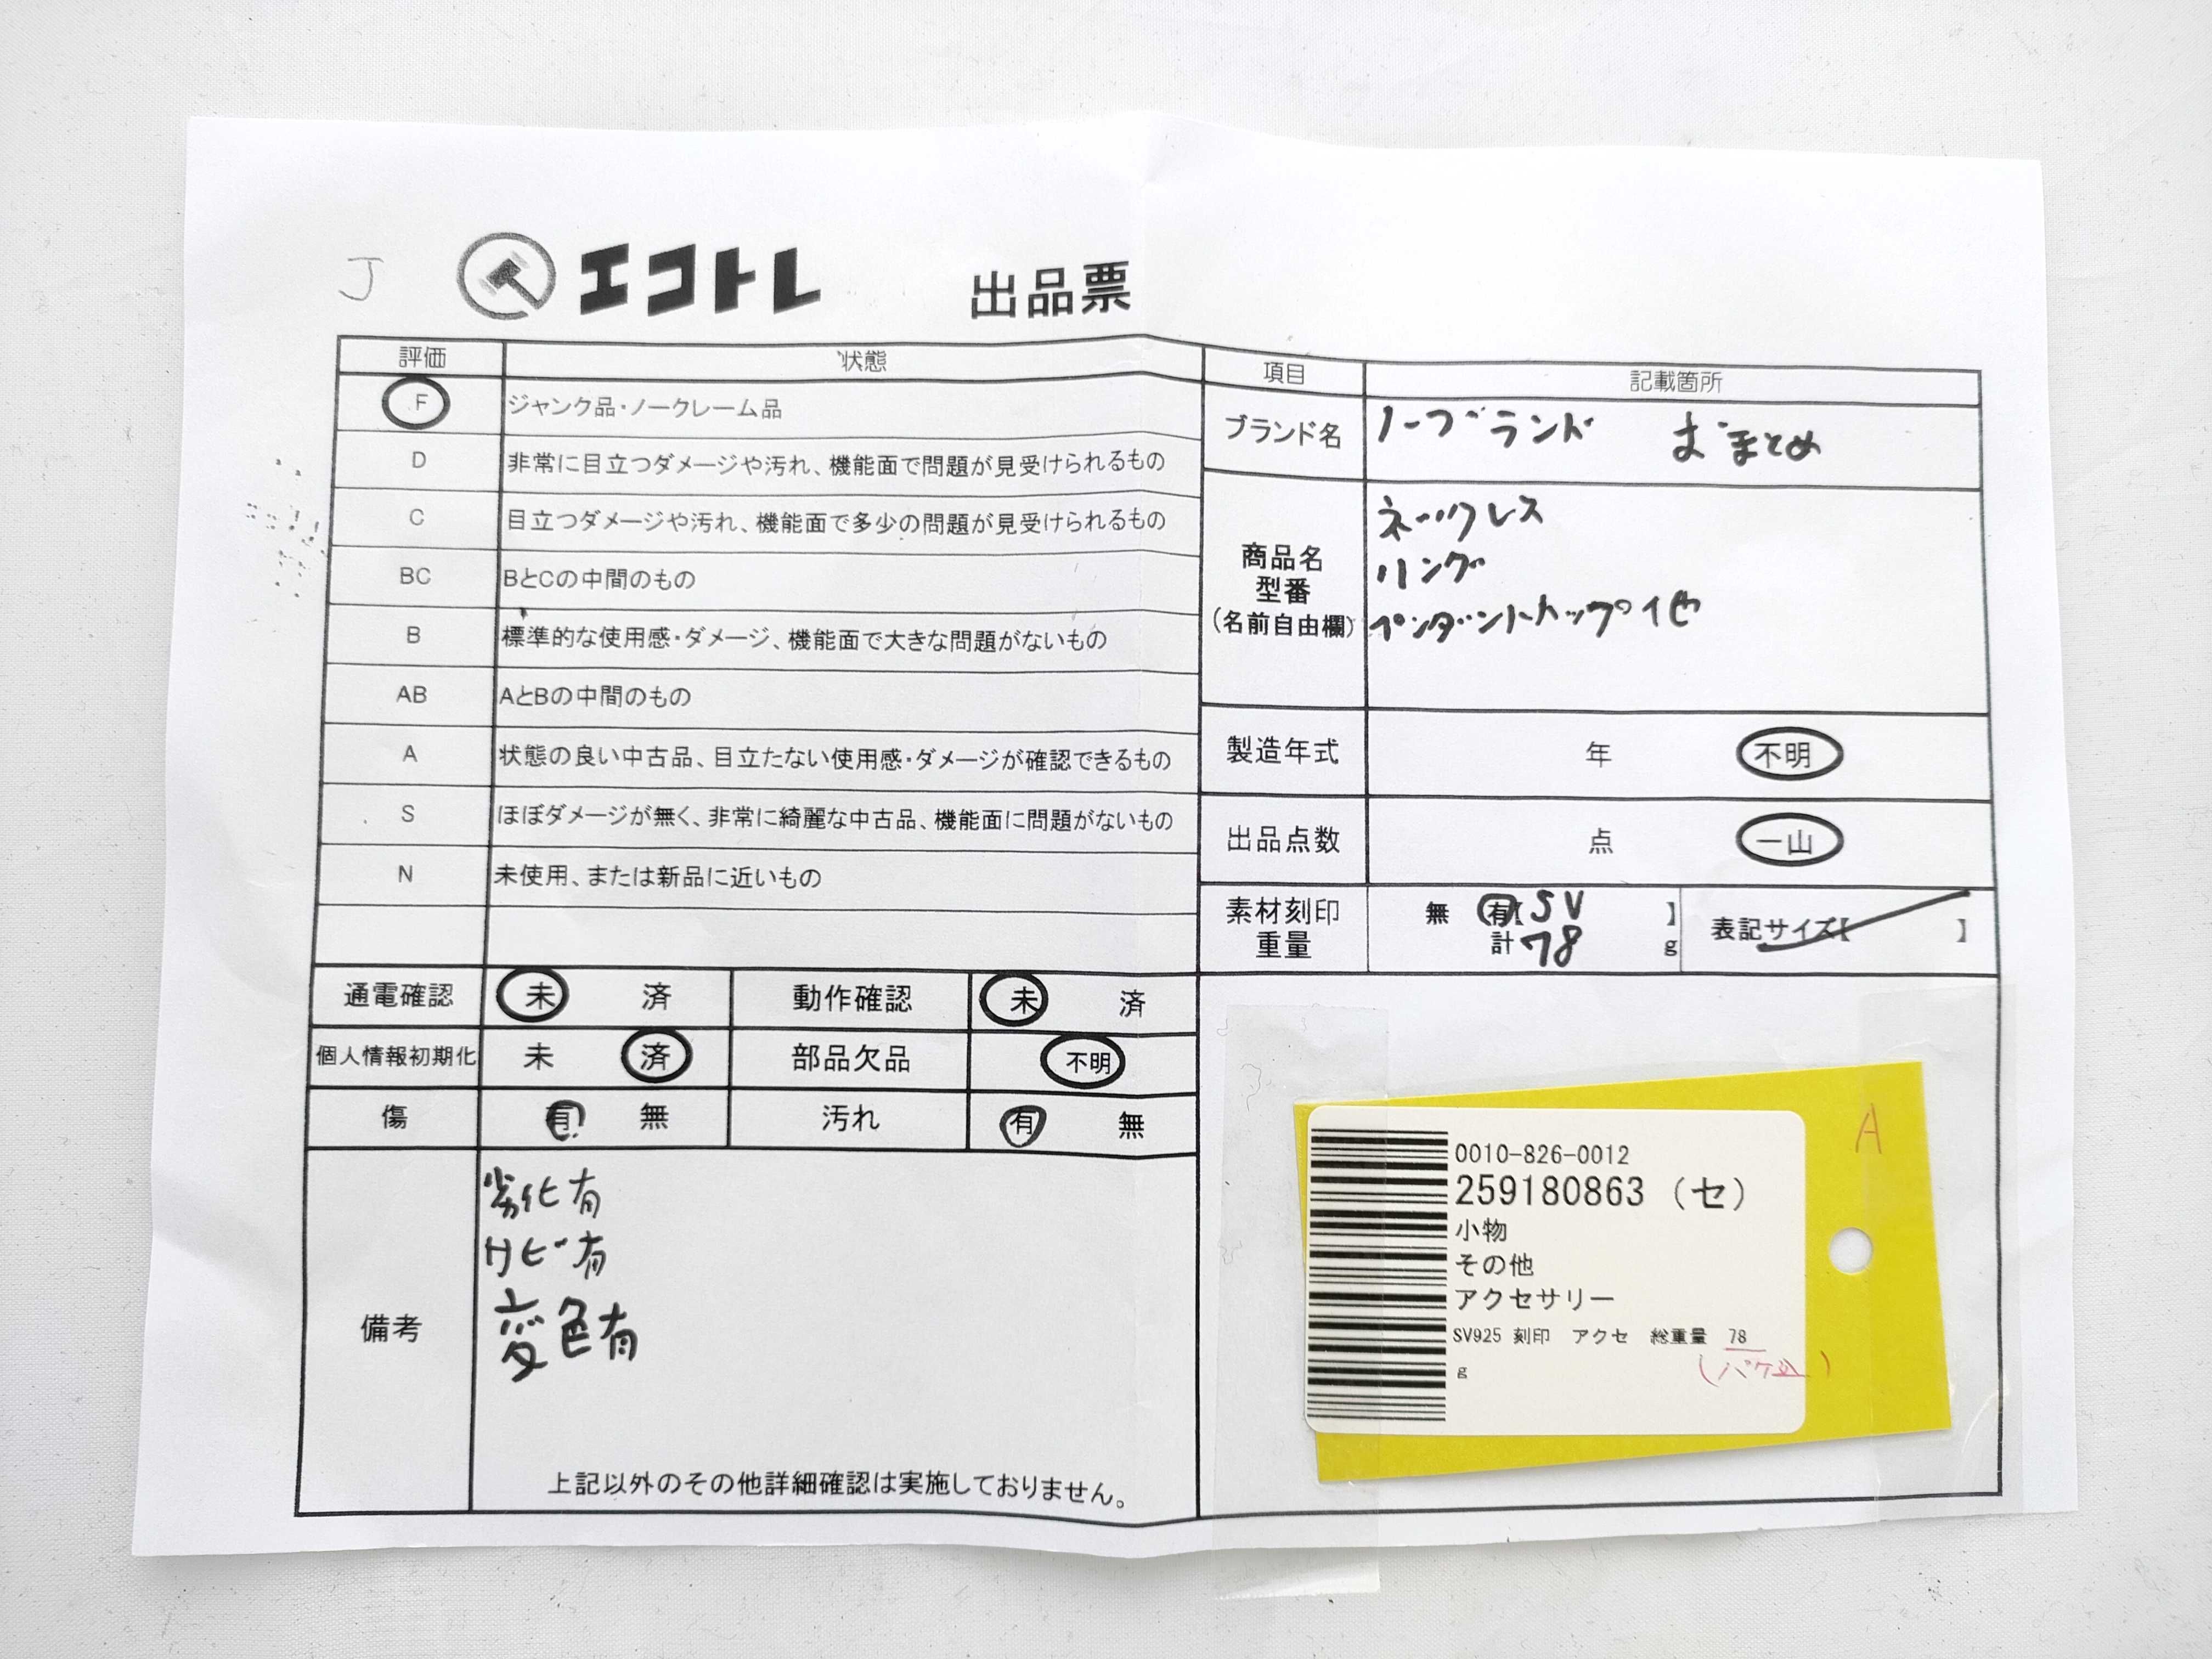 J
エコトレ 出品票
評価 状態
F ジャンク品・ノークレーム品
D 非常に目立つダメージや汚れ、機能面で問題が見受けられるもの
C 目立つダメージや汚れ、機能面で多少の問題が見受けられるもの
BC BとCの中間のもの
B 標準的な使用感・ダメージ、機能面で大きな問題がないもの
AB AとBの中間のもの
A 状態の良い中古品、目立たない使用感・ダメージが確認できるもの
S ほぼダメージが無く、非常に綺麗な中古品、機能面に問題がないもの
N 未使用、または新品に近いもの
通電確認 未 済 動作確認 未 済
個人情報初期化 未 済 部品欠品 不明
傷 有 無 汚れ 有 無
備考
劣化有
サビ有
変色有
上記以外のその他詳細確認は実施しておりません。
項目 記載箇所
ブランド名 ノーブランド おまとめ
商品名
型番
(名前自由欄)
ネックレス
リング
ペンダントトップ他
製造年式 年 不明
出品点数 点 一山
素材刻印 無 有【SV 】
重量 計78 g
表記サイズ【 】
A
0010-826-0012
259180863 (セ)
小物
その他
アクセサリー
SV925 刻印 アクセ 総重量 78
g